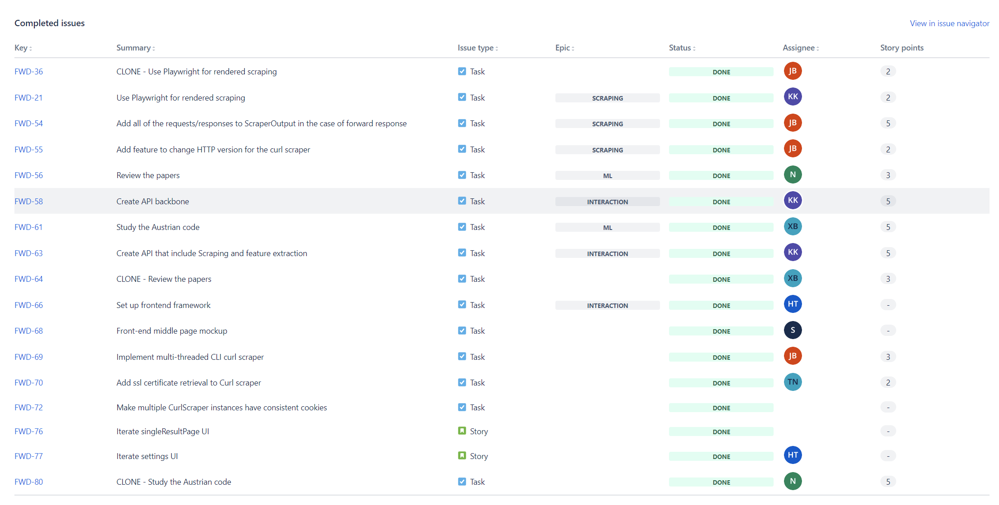 Completed issues View in issue navigator
Key Summary Issue type Epic Status Assignee Story points
FWD-36 CLONE - Use Playwright for rendered scraping Task DONE JB 2
FWD-21 Use Playwright for rendered scraping Task SCRAPING DONE KK 2
FWD-54 Add all of the requests/responses to ScraperOutput in the case of forward response Task SCRAPING DONE JB 5
FWD-55 Add feature to change HTTP version for the curl scraper Task SCRAPING DONE JB 2
FWD-56 Review the papers Task ML DONE N 3
FWD-58 Create API backbone Task INTERACTION DONE KK 5
FWD-61 Study the Austrian code Task ML DONE XB 5
FWD-63 Create API that include Scraping and feature extraction Task INTERACTION DONE KK 5
FWD-64 CLONE - Review the papers Task DONE XB 3
FWD-66 Set up frontend framework Task INTERACTION DONE HT -
FWD-68 Front-end middle page mockup Task DONE S -
FWD-69 Implement multi-threaded CLI curl scraper Task DONE JB 3
FWD-70 Add ssl certificate retrieval to Curl scraper Task DONE TN 2
FWD-72 Make multiple CurlScraper instances have consistent cookies Task DONE -
FWD-76 Iterate singleResultPage UI Story DONE -
FWD-77 Iterate settings UI Story DONE HT -
FWD-80 CLONE - Study the Austrian code Task DONE N 5